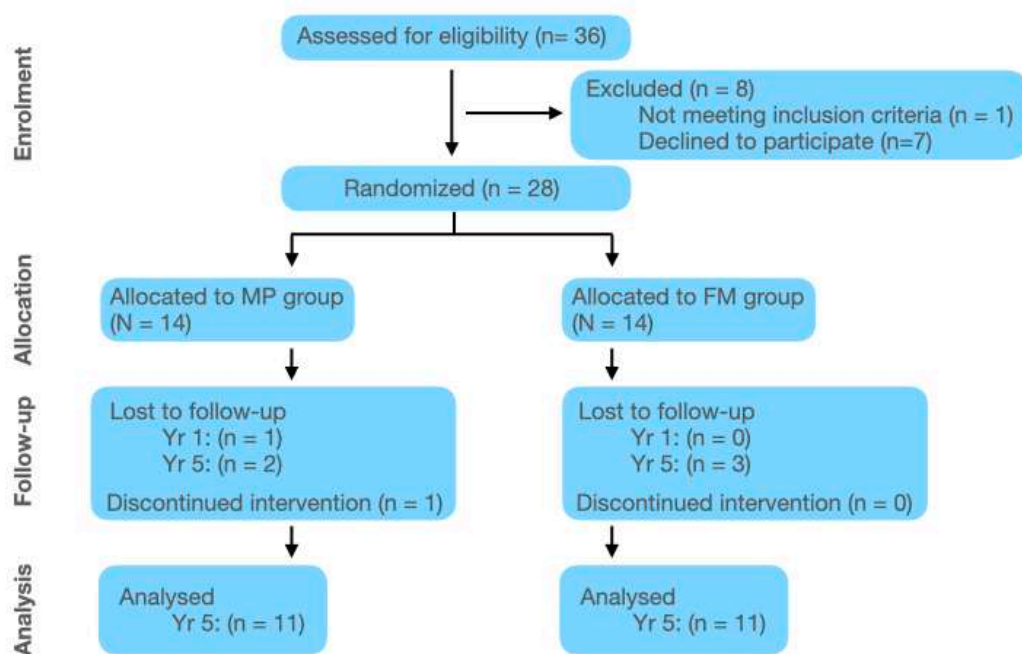 Enrolment
Assessed for eligibility (n= 36)
Excluded (n = 8)
Not meeting inclusion criteria (n = 1)
Declined to participate (n=7)
Randomized (n = 28)
Allocation
Allocated to MP group
(N = 14)
Allocated to FM group
(N = 14)
Follow-up
Lost to follow-up
Yr 1: (n = 1)
Yr 5: (n = 2)
Discontinued intervention (n = 1)
Lost to follow-up
Yr 1: (n = 0)
Yr 5: (n = 3)
Discontinued intervention (n = 0)
Analysis
Analysed
Yr 5: (n = 11)
Analysed
Yr 5: (n = 11)